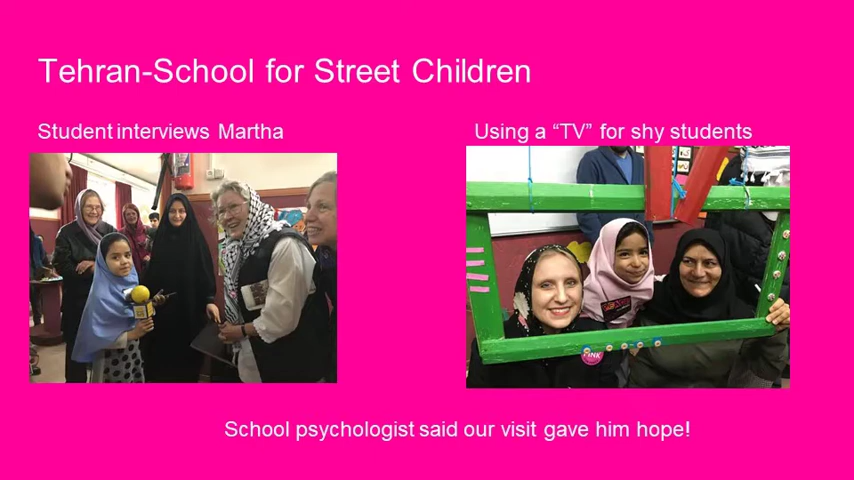 Tehran-School for Street Children
Student interviews Martha
Using a “TV” for shy students
PINK
School psychologist said our visit gave him hope!